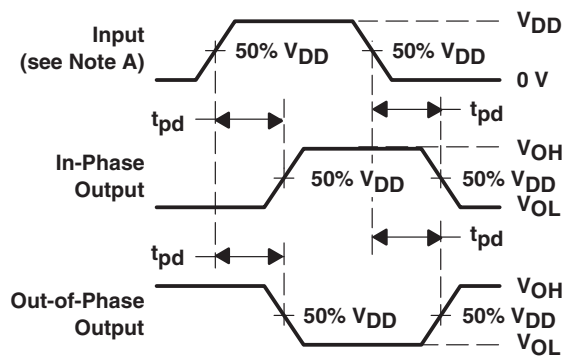 V_DD
Input
(see Note A)
50% V_DD
50% V_DD
0 V
t_pd
t_pd
V_OH
In-Phase
Output
50% V_DD
50% V_DD
V_OL
t_pd
t_pd
V_OH
Out-of-Phase
Output
50% V_DD
50% V_DD
V_OL